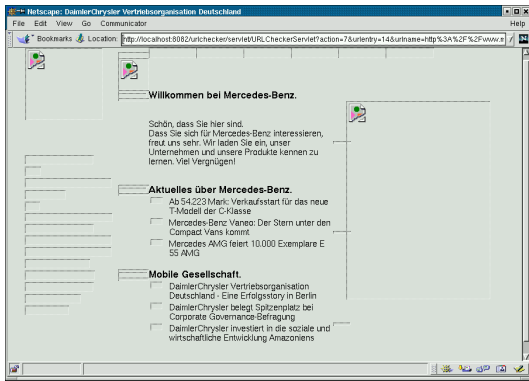 Netscape: DaimlerChrysler Vertriebsorganisation Deutschland
File Edit View Go Communicator Help
Bookmarks Location: http://localhost:8082/urlchecker/servlet/URLCheckerServlet?action=7&urlentry=14&urlname=http%3A%2F%2Fwww.m
Willkommen bei Mercedes-Benz.
Schön, dass Sie hier sind.
Dass Sie sich für Mercedes-Benz interessieren,
freut uns sehr. Wir laden Sie ein, unser
Unternehmen und unsere Produkte kennen zu
lernen. Viel Vergnügen!
Aktuelles über Mercedes-Benz.
Ab 54.223 Mark: Verkaufsstart für das neue
T-Modell der C-Klasse
Mercedes-Benz Vaneo: Der Stern unter den
Compact Vans kommt
Mercedes AMG feiert 10.000 Exemplare E
55 AMG
Mobile Gesellschaft.
DaimlerChrysler Vertriebsorganisation
Deutschland - Eine Erfolgsstory in Berlin
DaimlerChrysler belegt Spitzenplatz bei
Corporate Governance-Befragung
DaimlerChrysler investiert in die soziale und
wirtschaftliche Entwicklung Amazoniens